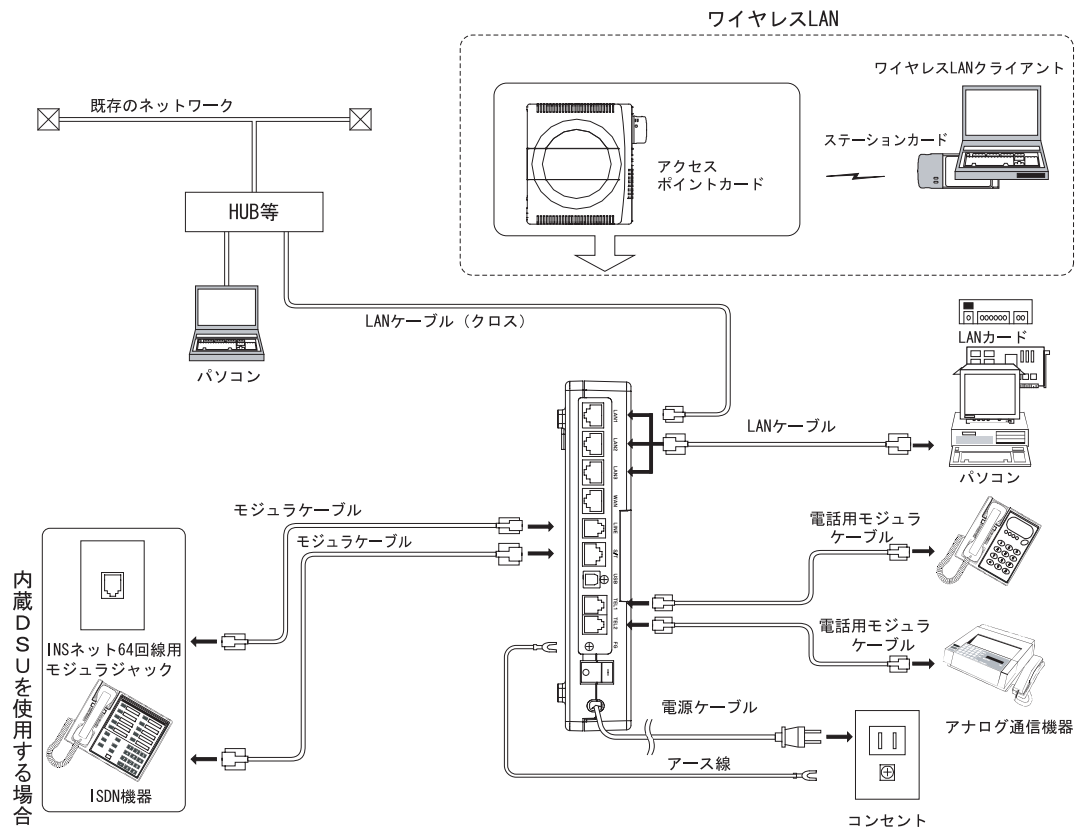 ワイヤレスLAN
ワイヤレスLANクライアント
既存のネットワーク
ステーションカード
アクセス
ポイントカード
HUB等
LANケーブル（クロス）
パソコン
LANカード
LANケーブル
パソコン
LAN1
LAN2
LAN3
WAN
LINE
S/T
USB
TEL1
TEL2
FG
モジュラケーブル
モジュラケーブル
電話用モジュラ
ケーブル
電話用モジュラ
ケーブル
内蔵DSUを使用する場合
INSネット64回線用
モジュラジャック
ISDN機器
電源ケーブル
アース線
アナログ通信機器
コンセント